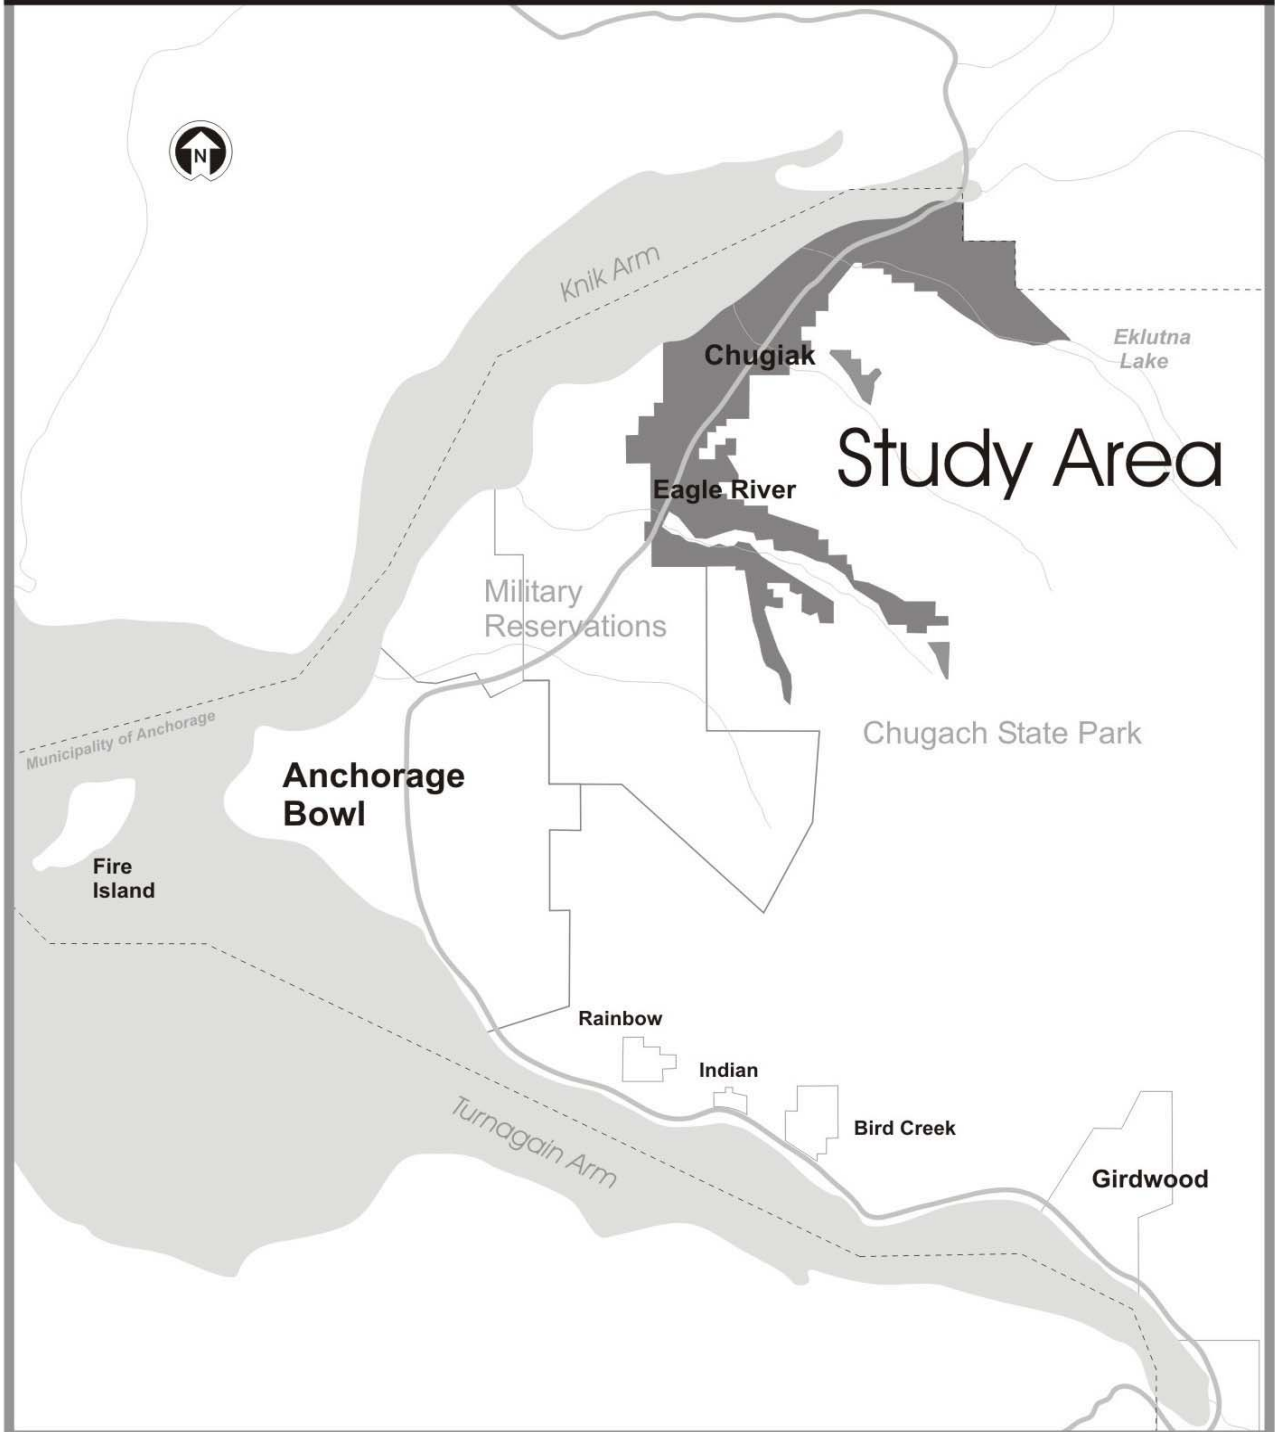 N
Knik Arm
Chugiak
Eklutna
Lake
Study Area
Eagle River
Military
Reservations
Municipality of Anchorage
Chugach State Park
Anchorage
Bowl
Fire
Island
Rainbow
Indian
Turnagain Arm
Bird Creek
Girdwood